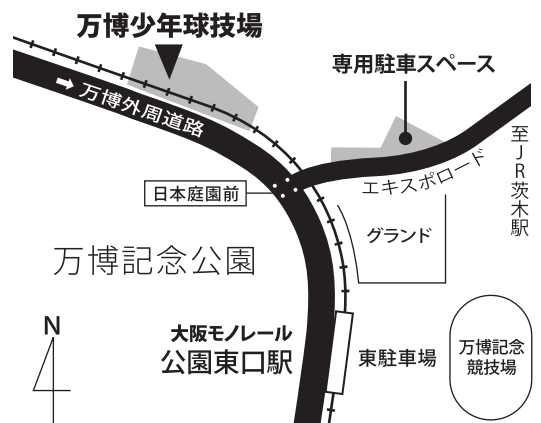 万博少年球技場
専用駐車スペース
万博外周道路
至JR茨木駅
エキスポロード
日本庭園前
グランド
万博記念公園
N
大阪モノレール
公園東口駅
東駐車場
万博記念
競技場